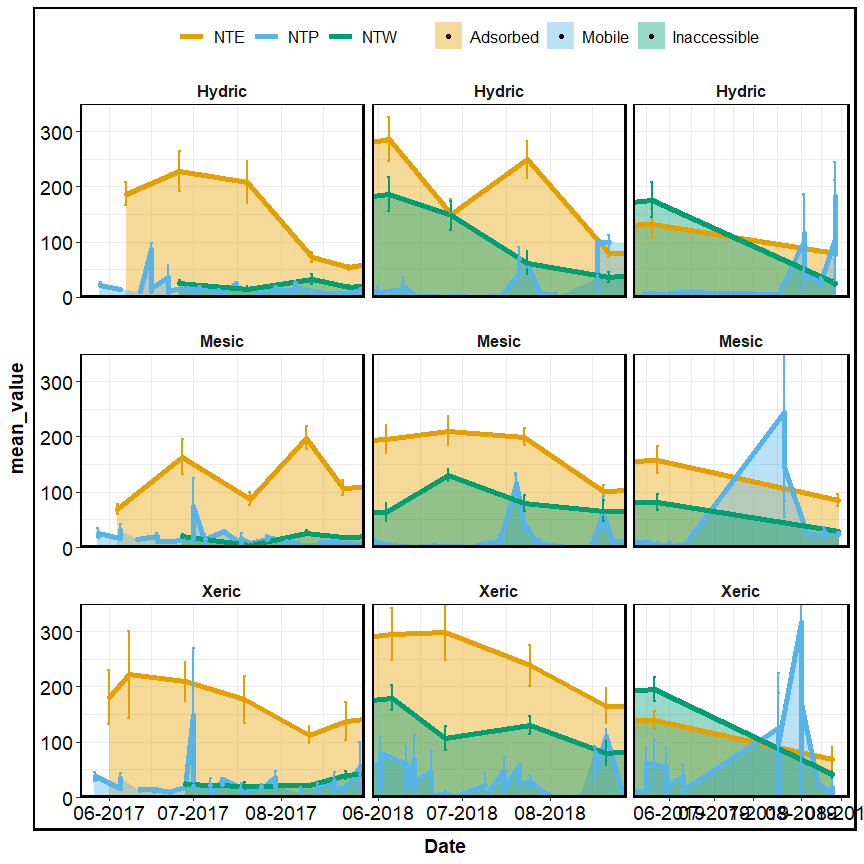 NTE NTP NTW Adsorbed Mobile Inaccessible
Hydric Hydric Hydric
300
200
100
0
Mesic Mesic Mesic
300
200
100
0
mean_value
Xeric Xeric Xeric
300
200
100
0
06-2017 07-2017 08-2017 06-2018 07-2018 08-2018 06-2019
Date